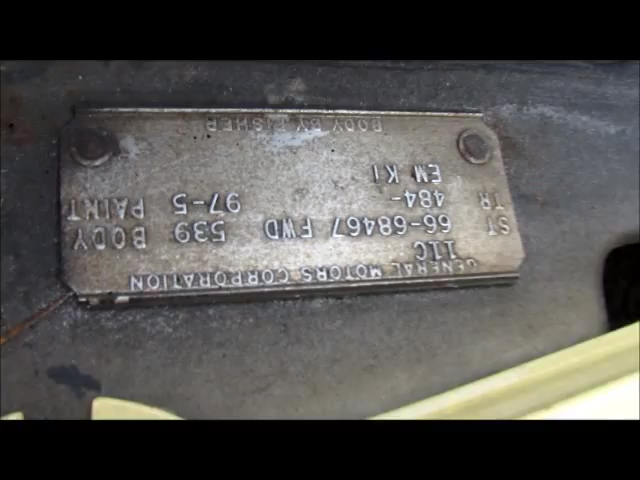 GENERAL MOTORS CORPORATION
11C
ST 66-68467 FWD 539 BODY
TR 484- 97-5 PAINT
EM K1
BODY BY FISHER